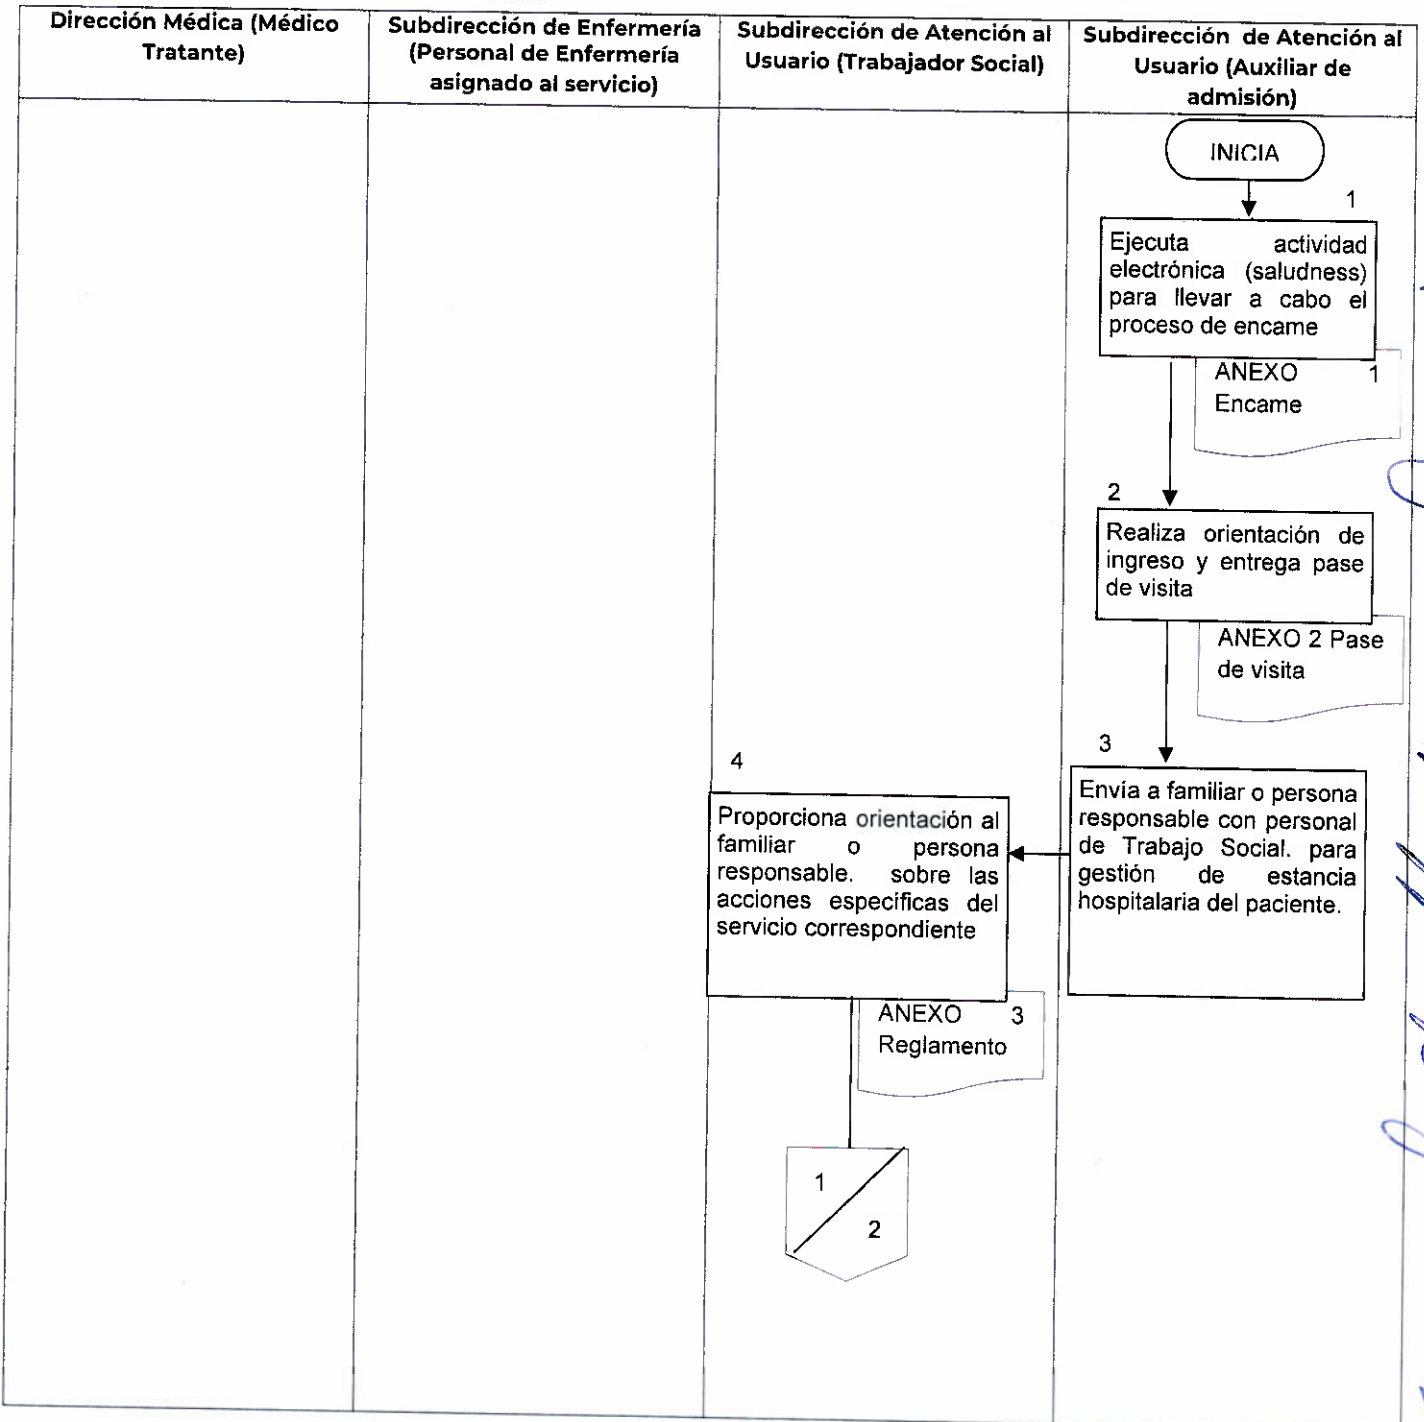 Dirección Médica (Médico
Tratante)
Subdirección de Enfermería
(Personal de Enfermería
asignado al servicio)
Subdirección de Atención al
Usuario (Trabajador Social)
Subdirección de Atención al
Usuario (Auxiliar de
admisión)
INICIA
1
Ejecuta actividad
electrónica (saludness)
para llevar a cabo el
proceso de encame
ANEXO 1
Encame
2
Realiza orientación de
ingreso y entrega pase
de visita
ANEXO 2 Pase
de visita
3
Envía a familiar o persona
responsable con personal
de Trabajo Social. para
gestión de estancia
hospitalaria del paciente.
4
Proporciona orientación al
familiar o persona
responsable. sobre las
acciones específicas del
servicio correspondiente
ANEXO 3
Reglamento
1
2